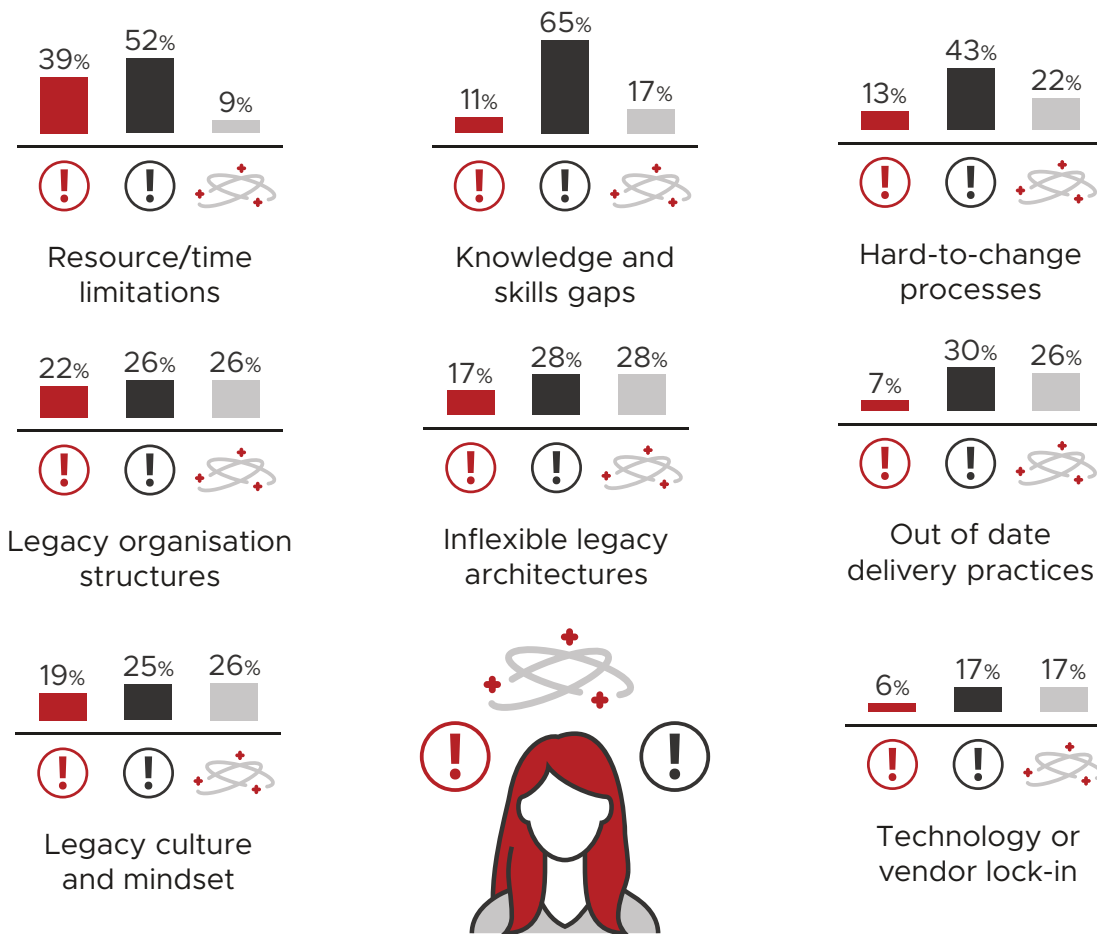 39%
52%
9%
Resource/time
limitations
11%
65%
17%
Knowledge and
skills gaps
13%
43%
22%
Hard-to-change
processes
22%
26%
26%
Legacy organisation
structures
17%
28%
28%
Inflexible legacy
architectures
7%
30%
26%
Out of date
delivery practices
19%
25%
26%
Legacy culture
and mindset
6%
17%
17%
Technology or
vendor lock-in